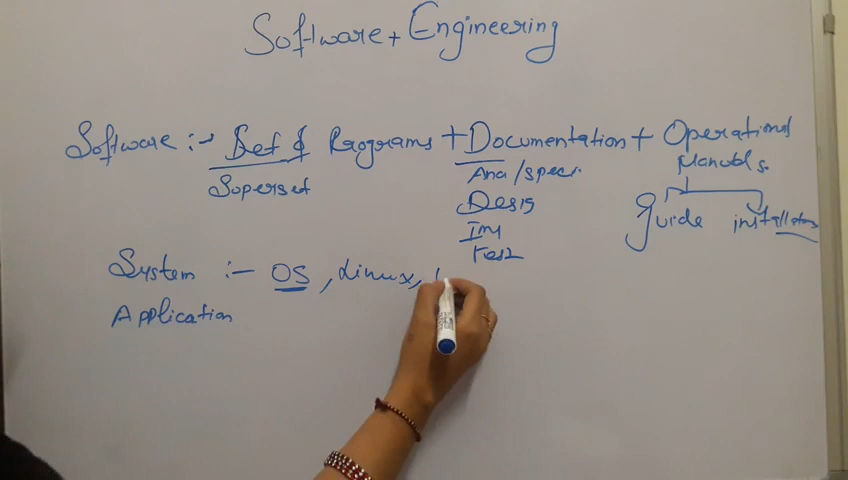 Software + Engineering
Software :- Set of Programs + Documentation + Operational
Superset
Ana/speci. Manuals.
Desig guide installation
Im
Test
System :- OS, Linux,
Application